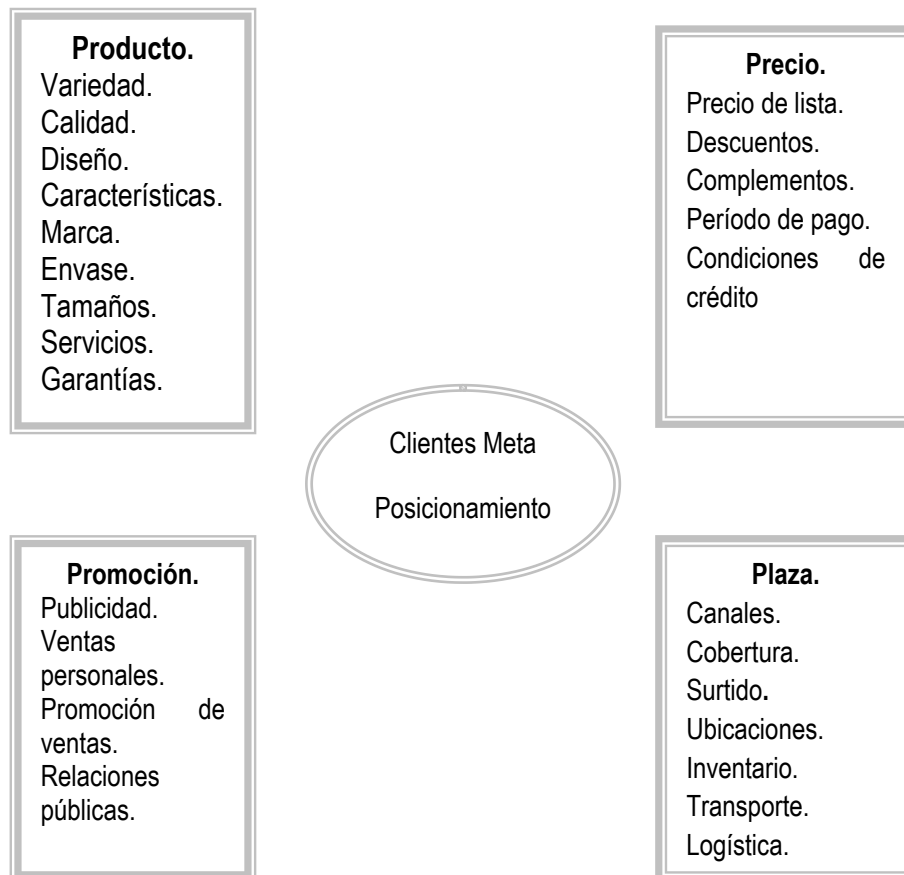 Producto.
Variedad.
Calidad.
Diseño.
Características.
Marca.
Envase.
Tamaños.
Servicios.
Garantías.
Precio.
Precio de lista.
Descuentos.
Complementos.
Período de pago.
Condiciones de
crédito
Clientes Meta
Posicionamiento
Promoción.
Publicidad.
Ventas
personales.
Promoción de
ventas.
Relaciones
públicas.
Plaza.
Canales.
Cobertura.
Surtido.
Ubicaciones.
Inventario.
Transporte.
Logística.